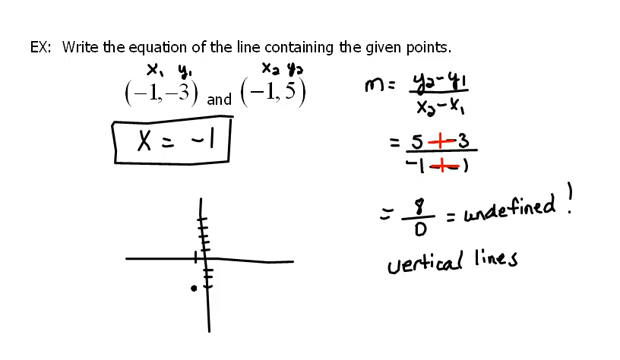 EX: Write the equation of the line containing the given points.
x₁ y₁ x₂ y₂
(−1,−3) and (−1,5)
x = −1
m = y₂−y₁ / x₂−x₁
= 5 + 3 / −1 + 1
= 8 / 0 = undefined!
vertical lines